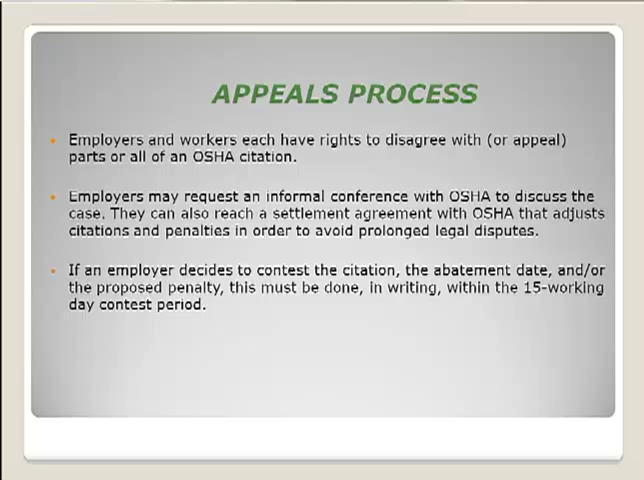 APPEALS PROCESS
Employers and workers each have rights to disagree with (or appeal)
parts or all of an OSHA citation.
Employers may request an informal conference with OSHA to discuss the
case. They can also reach a settlement agreement with OSHA that adjusts
citations and penalties in order to avoid prolonged legal disputes.
If an employer decides to contest the citation, the abatement date, and/or
the proposed penalty, this must be done, in writing, within the 15-working
day contest period.